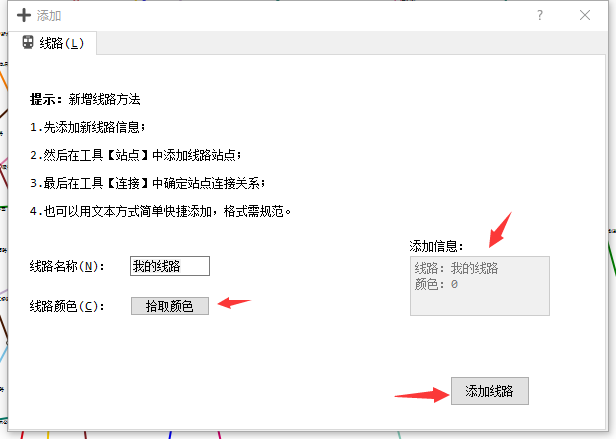 添加
线路(L)
提示：新增线路方法
1.先添加新线路信息；
2.然后在工具【站点】中添加线路站点；
3.最后在工具【连接】中确定站点连接关系；
4.也可以用文本方式简单快捷添加，格式需规范。
添加信息：
线路名称(N)： 我的线路
线路：我的线路
颜色：0
线路颜色(C)： 拾取颜色
添加线路